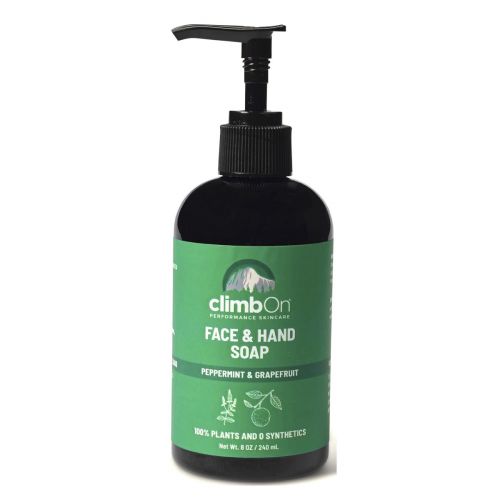 climbOn
PERFORMANCE SKINCARE
FACE & HAND
SOAP
PEPPERMINT & GRAPEFRUIT
100% PLANTS AND 0 SYNTHETICS
Net Wt. 8 OZ / 240 mL